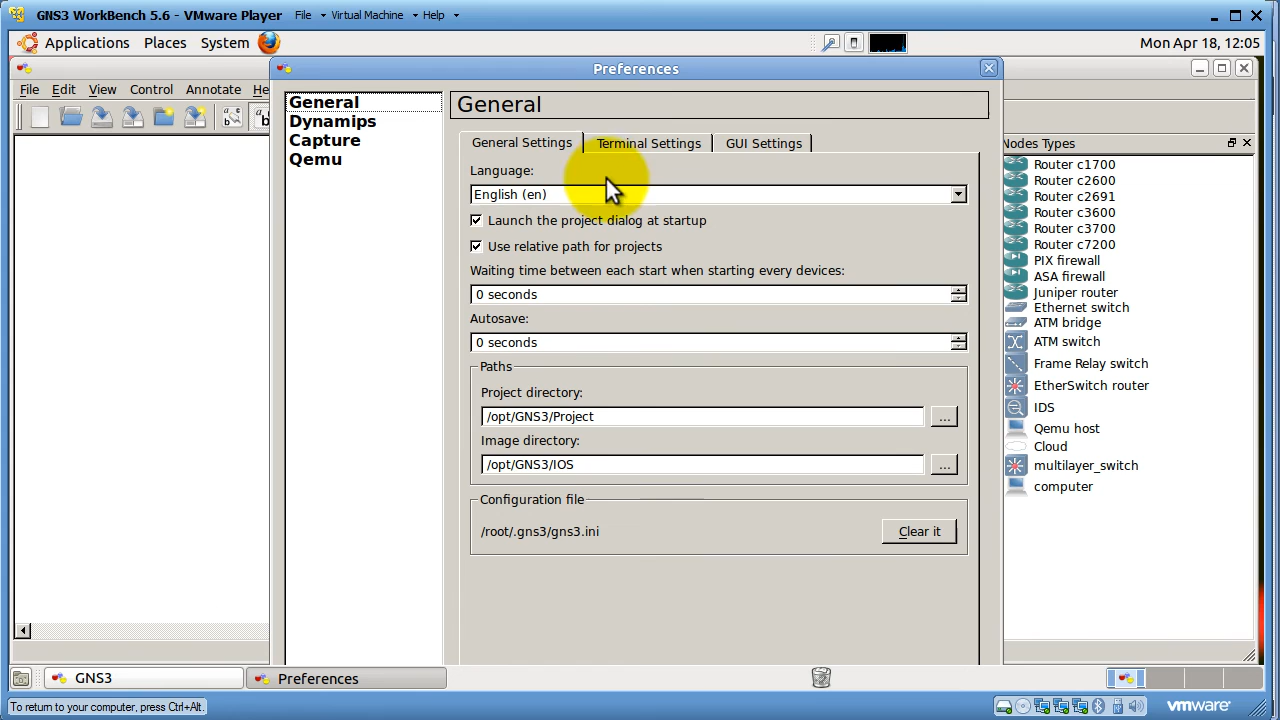 GNS3 WorkBench 5.6 - VMware Player File Virtual Machine Help
Applications Places System Mon Apr 18, 12:05
Preferences
File Edit View Control Annotate He
General
Dynamips
Capture
Qemu
General
General Settings Terminal Settings GUI Settings
Language:
English (en)
Launch the project dialog at startup
Use relative path for projects
Waiting time between each start when starting every devices:
0 seconds
Autosave:
0 seconds
Paths
Project directory:
/opt/GNS3/Project ...
Image directory:
/opt/GNS3/IOS ...
Configuration file
/root/.gns3/gns3.ini Clear it
Nodes Types
Router c1700
Router c2600
Router c2691
Router c3600
Router c3700
Router c7200
PIX firewall
ASA firewall
Juniper router
Ethernet switch
ATM bridge
ATM switch
Frame Relay switch
EtherSwitch router
IDS
Qemu host
Cloud
multilayer_switch
computer
GNS3 Preferences
To return to your computer, press Ctrl+Alt. vmware